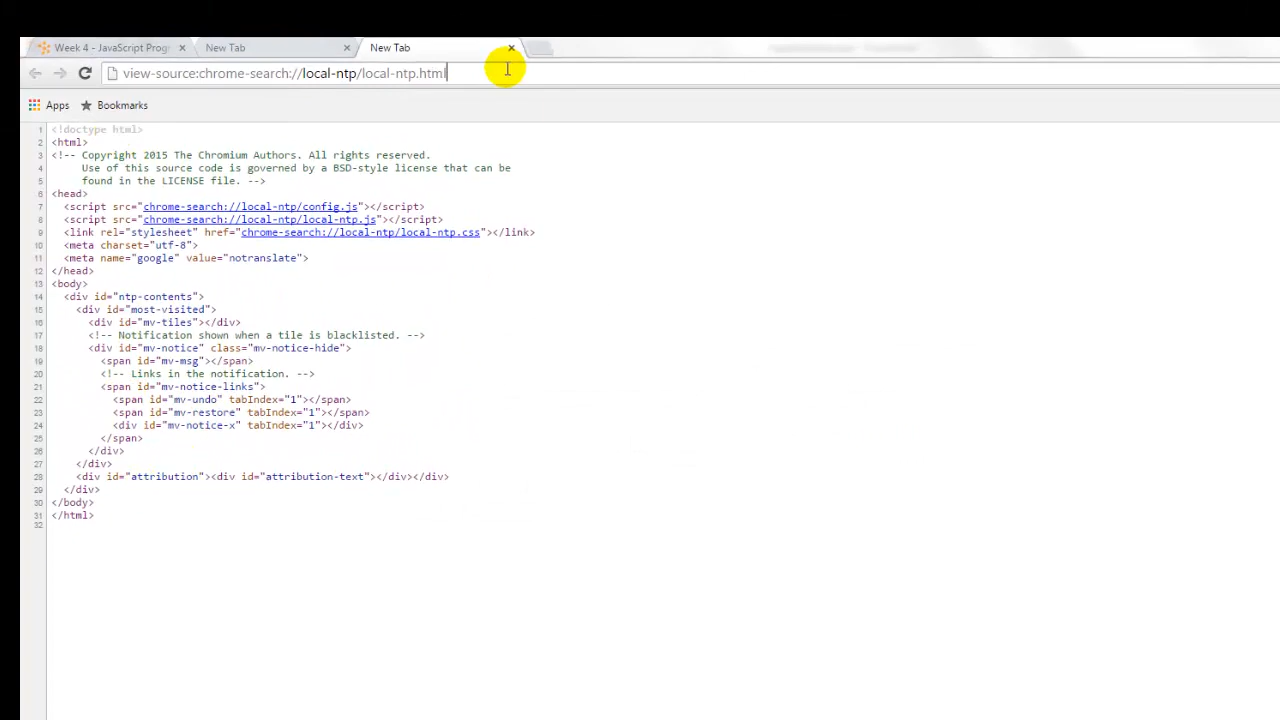 Week 4 - JavaScript Progr
New Tab
New Tab
view-source:chrome-search://local-ntp/local-ntp.html
Apps
Bookmarks
1 <!doctype html>
2 <html>
3 <!-- Copyright 2015 The Chromium Authors. All rights reserved.
4 Use of this source code is governed by a BSD-style license that can be
5 found in the LICENSE file. -->
6 <head>
7 <script src="chrome-search://local-ntp/config.js"></script>
8 <script src="chrome-search://local-ntp/local-ntp.js"></script>
9 <link rel="stylesheet" href="chrome-search://local-ntp/local-ntp.css"></link>
10 <meta charset="utf-8">
11 <meta name="google" value="notranslate">
12 </head>
13 <body>
14 <div id="ntp-contents">
15 <div id="most-visited">
16 <div id="mv-tiles"></div>
17 <!-- Notification shown when a tile is blacklisted. -->
18 <div id="mv-notice" class="mv-notice-hide">
19 <span id="mv-msg"></span>
20 <!-- Links in the notification. -->
21 <span id="mv-notice-links">
22 <span id="mv-undo" tabIndex="1"></span>
23 <span id="mv-restore" tabIndex="1"></span>
24 <div id="mv-notice-x" tabIndex="1"></div>
25 </span>
26 </div>
27 </div>
28 <div id="attribution"><div id="attribution-text"></div></div>
29 </div>
30 </body>
31 </html>
32